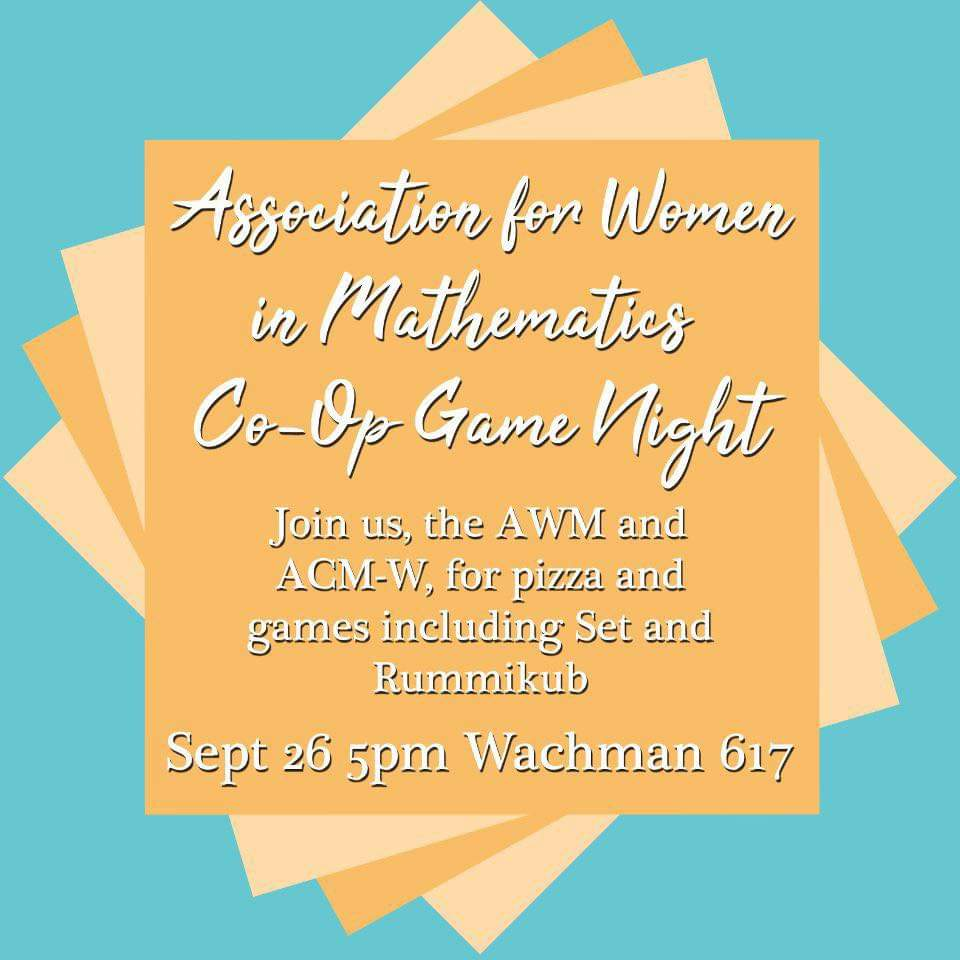 Association for Women
in Mathematics
Co-Op Game Night
Join us, the AWM and
ACM-W, for pizza and
games including Set and
Rummikub
Sept 26 5pm Wachman 617